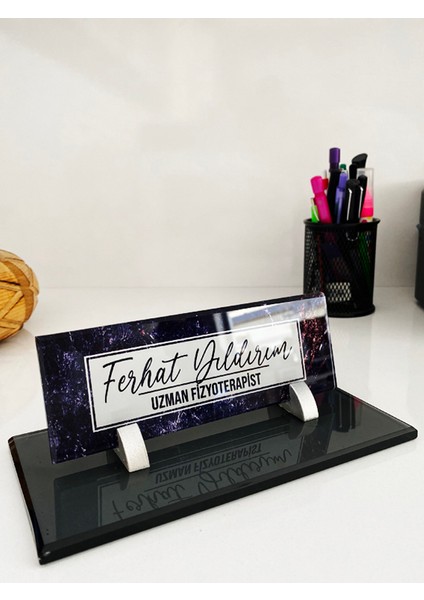 Ferhat Yıldırım
UZMAN FİZYOTERAPİST